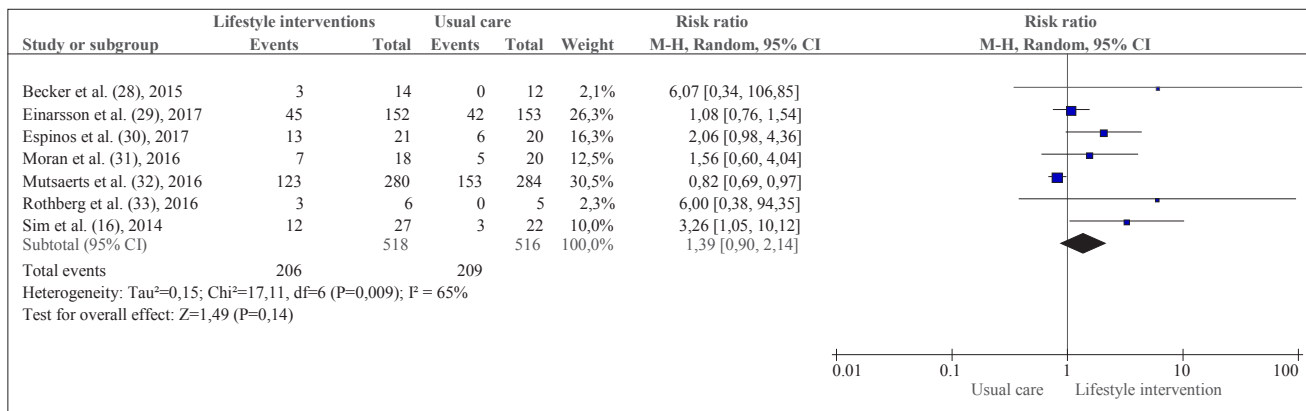 Lifestyle interventions Usual care Risk ratio Risk ratio
Study or subgroup Events Total Events Total Weight M-H, Random, 95% CI M-H, Random, 95% CI
Becker et al. (28), 2015 3 14 0 12 2,1% 6,07 [0,34, 106,85]
Einarsson et al. (29), 2017 45 152 42 153 26,3% 1,08 [0,76, 1,54]
Espinos et al. (30), 2017 13 21 6 20 16,3% 2,06 [0,98, 4,36]
Moran et al. (31), 2016 7 18 5 20 12,5% 1,56 [0,60, 4,04]
Mutsaerts et al. (32), 2016 123 280 153 284 30,5% 0,82 [0,69, 0,97]
Rothberg et al. (33), 2016 3 6 0 5 2,3% 6,00 [0,38, 94,35]
Sim et al. (16), 2014 12 27 3 22 10,0% 3,26 [1,05, 10,12]
Subtotal (95% CI) 518 516 100,0% 1,39 [0,90, 2,14]
Total events 206 209
Heterogeneity: Tau²=0,15; Chi²=17,11, df=6 (P=0,009); I² = 65%
Test for overall effect: Z=1,49 (P=0,14)
0.01 0.1 1 10 100
Usual care Lifestyle intervention